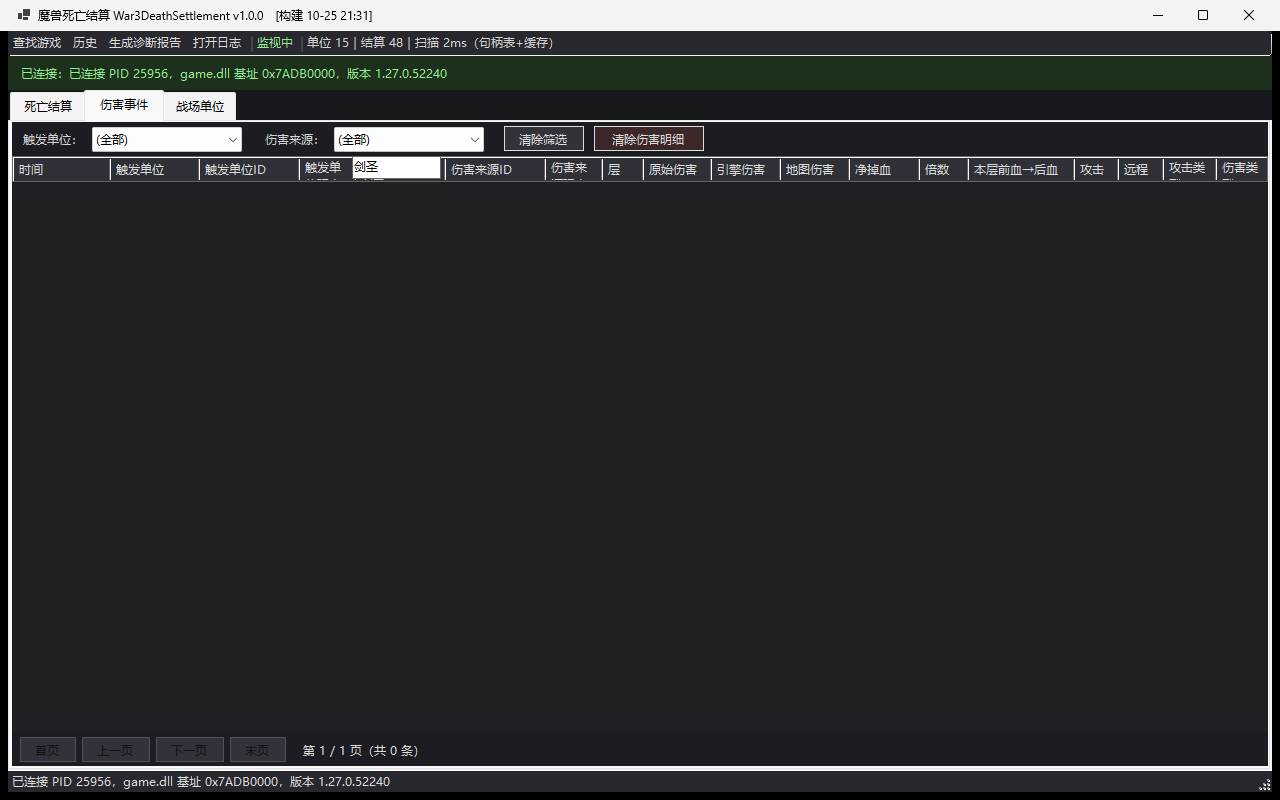 魔兽死亡结算 War3DeathSettlement v1.0.0 [构建 10-25 21:31]
查找游戏 历史 生成诊断报告 打开日志 | 监视中 | 单位 15 | 结算 48 | 扫描 2ms（句柄表+缓存）
已连接：已连接 PID 25956，game.dll 基址 0x7ADB0000，版本 1.27.0.52240
死亡结算 伤害事件 战场单位
触发单位： (全部) 伤害来源： (全部) 清除筛选 清除伤害明细
时间 触发单位 触发单位ID 触发单 剑圣 伤害来源ID 伤害来 层 原始伤害 引擎伤害 地图伤害 净掉血 倍数 本层前血→后血 攻击 远程 攻击类 伤害类
首页 上一页 下一页 末页 第 1 / 1 页（共 0 条）
已连接 PID 25956，game.dll 基址 0x7ADB0000，版本 1.27.0.52240